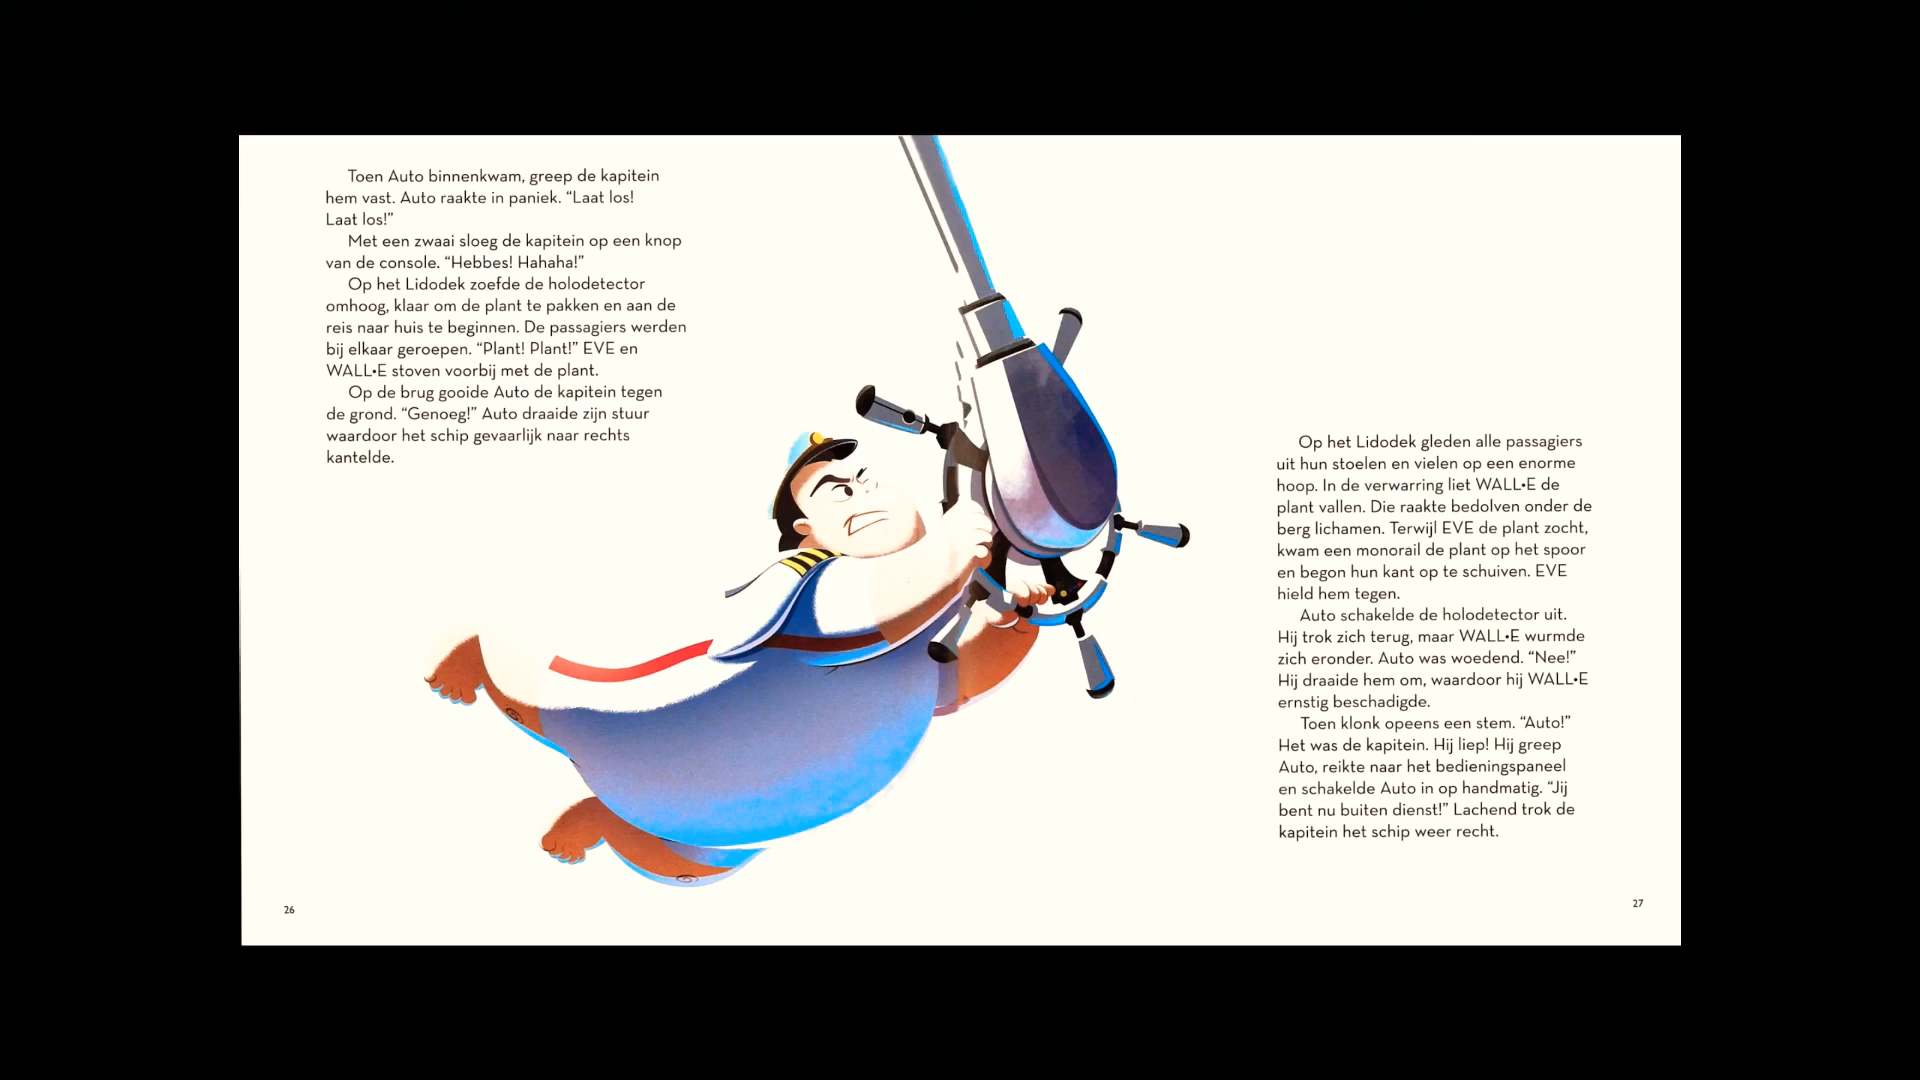 Toen Auto binnenkwam, greep de kapitein
hem vast. Auto raakte in paniek. “Laat los!
Laat los!”
Met een zwaai sloeg de kapitein op een knop
van de console. “Hebbes! Hahaha!”
Op het Lidodek zoefde de holodetector
omhoog, klaar om de plant te pakken en aan de
reis naar huis te beginnen. De passagiers werden
bij elkaar geroepen. “Plant! Plant!” EVE en
WALL•E stoven voorbij met de plant.
Op de brug gooide Auto de kapitein tegen
de grond. “Genoeg!” Auto draaide zijn stuur
waardoor het schip gevaarlijk naar rechts
kantelde.
26
Op het Lidodek gleden alle passagiers
uit hun stoelen en vielen op een enorme
hoop. In de verwarring liet WALL•E de
plant vallen. Die raakte bedolven onder de
berg lichamen. Terwijl EVE de plant zocht,
kwam een monorail de plant op het spoor
en begon hun kant op te schuiven. EVE
hield hem tegen.
Auto schakelde de holodetector uit.
Hij trok zich terug, maar WALL•E wurmde
zich eronder. Auto was woedend. “Nee!”
Hij draaide hem om, waardoor hij WALL•E
ernstig beschadigde.
Toen klonk opeens een stem. “Auto!”
Het was de kapitein. Hij liep! Hij greep
Auto, reikte naar het bedieningspaneel
en schakelde Auto in op handmatig. “Jij
bent nu buiten dienst!” Lachend trok de
kapitein het schip weer recht.
27